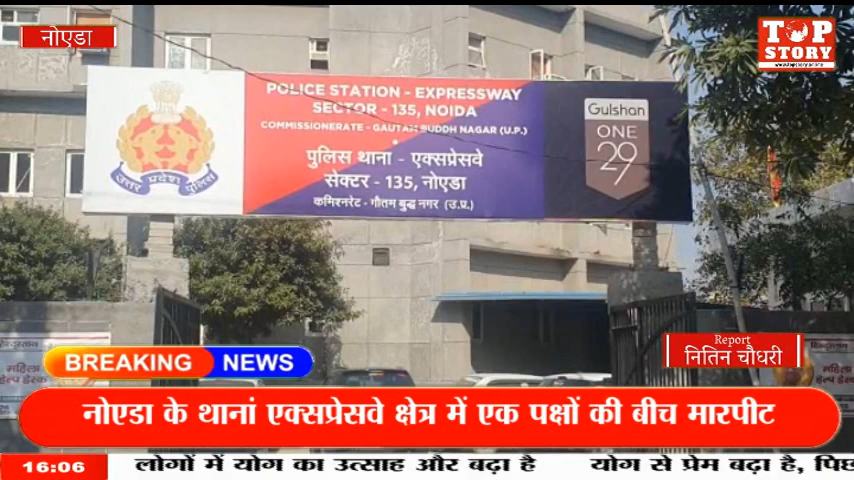 नोएडा
TOP
STORY
POLICE STATION - EXPRESSWAY
SECTOR - 135, NOIDA
COMMISSIONERATE - GAUTAM BUDDH NAGAR (U.P.)
पुलिस थाना - एक्सप्रेसवे
सेक्टर - 135, नोएडा
कमिश्नरेट - गौतम बुद्ध नगर (उ.प्र.)
उत्तर प्रदेश पुलिस
Gulshan
ONE
29
Report
नितिन चौधरी
महिला
हेल्प डेस्क
महिला
हेल्प डेस्क
BREAKING NEWS
नोएडा के थानां एक्सप्रेसवे क्षेत्र में एक पक्षों की बीच मारपीट
16:06 लोगों में योग का उत्साह और बढ़ा है योग से प्रेम बढ़ा है, पिछ